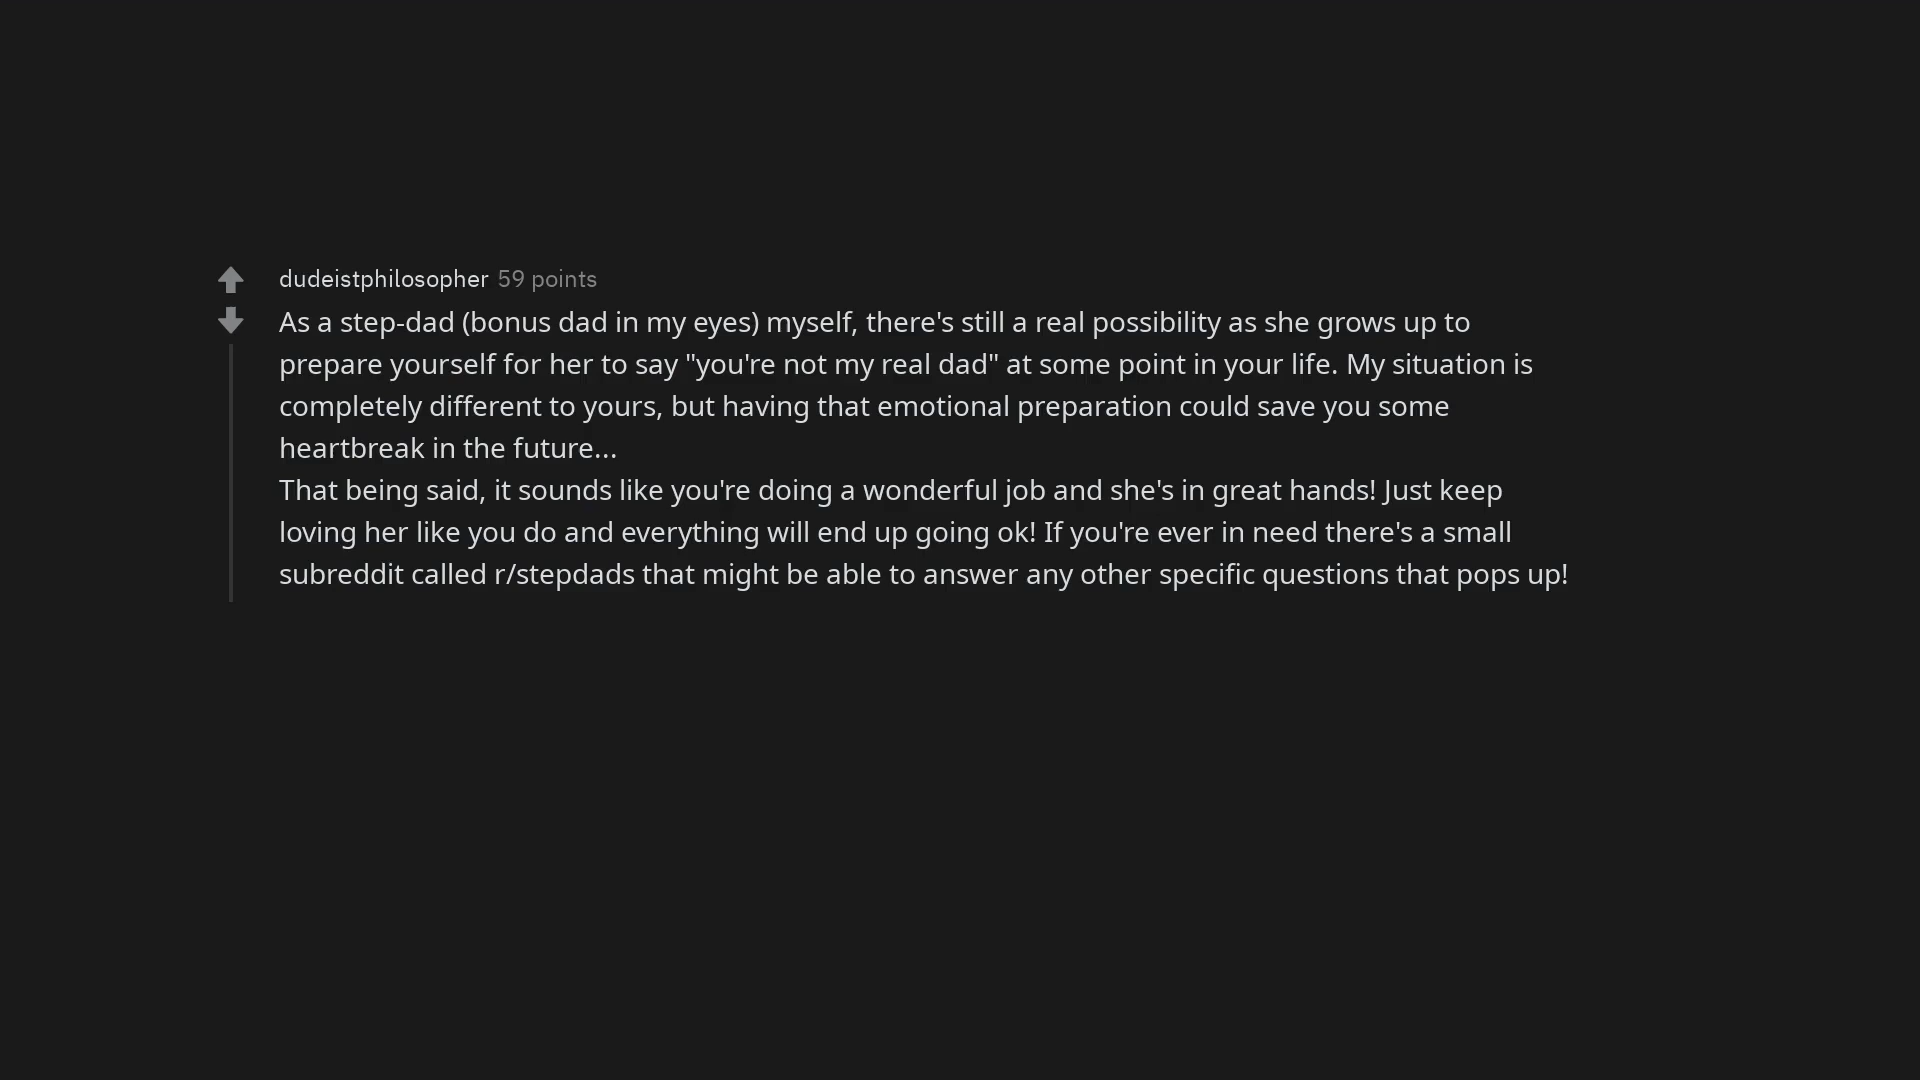 dudeistphilosopher 59 points
As a step-dad (bonus dad in my eyes) myself, there's still a real possibility as she grows up to
prepare yourself for her to say "you're not my real dad" at some point in your life. My situation is
completely different to yours, but having that emotional preparation could save you some
heartbreak in the future...
That being said, it sounds like you're doing a wonderful job and she's in great hands! Just keep
loving her like you do and everything will end up going ok! If you're ever in need there's a small
subreddit called r/stepdads that might be able to answer any other specific questions that pops up!